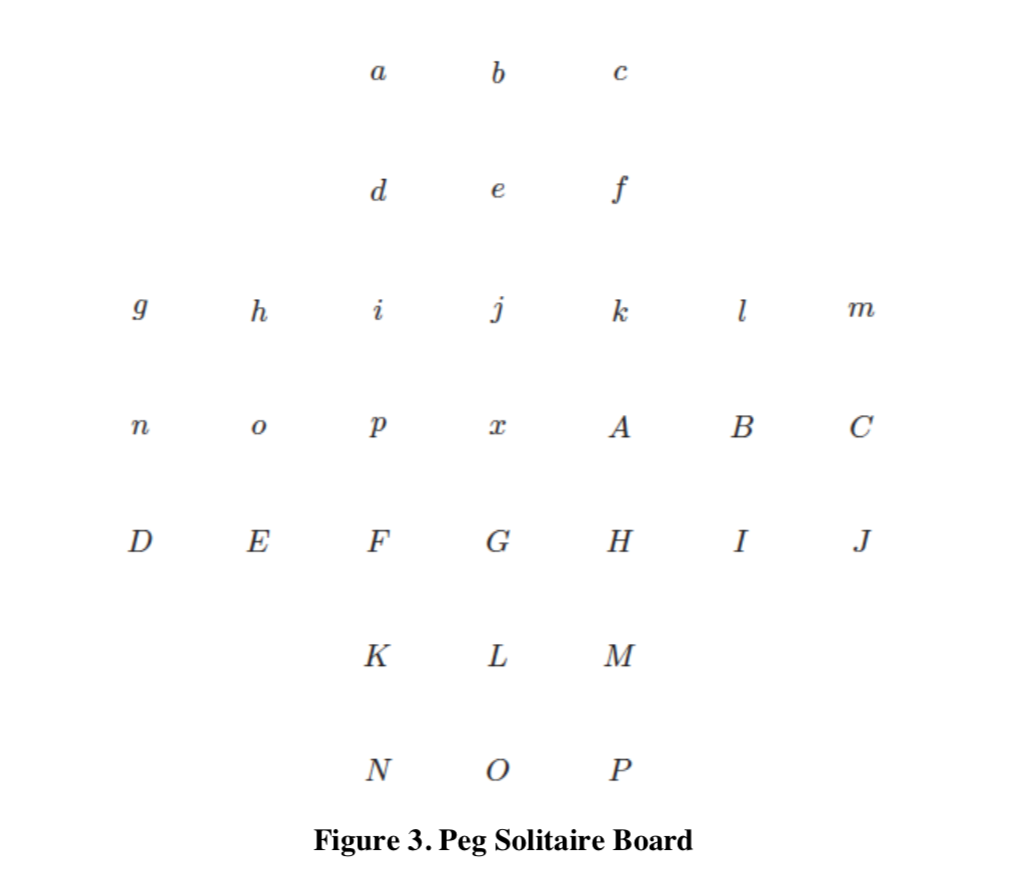 a b c
d e f
g h i j k l m
n o p x A B C
D E F G H I J
K L M
N O P
Figure 3. Peg Solitaire Board